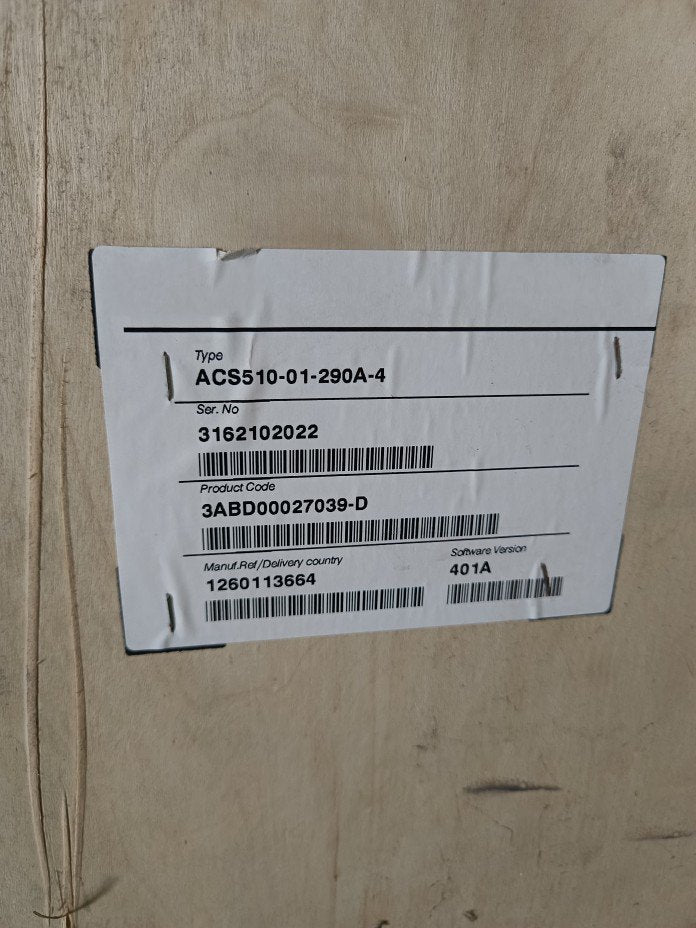 Type
ACS510-01-290A-4
Ser. No
3162102022
Product Code
3ABD00027039-D
Manuf.Ref/Delivery country
1260113664
Software Version
401A